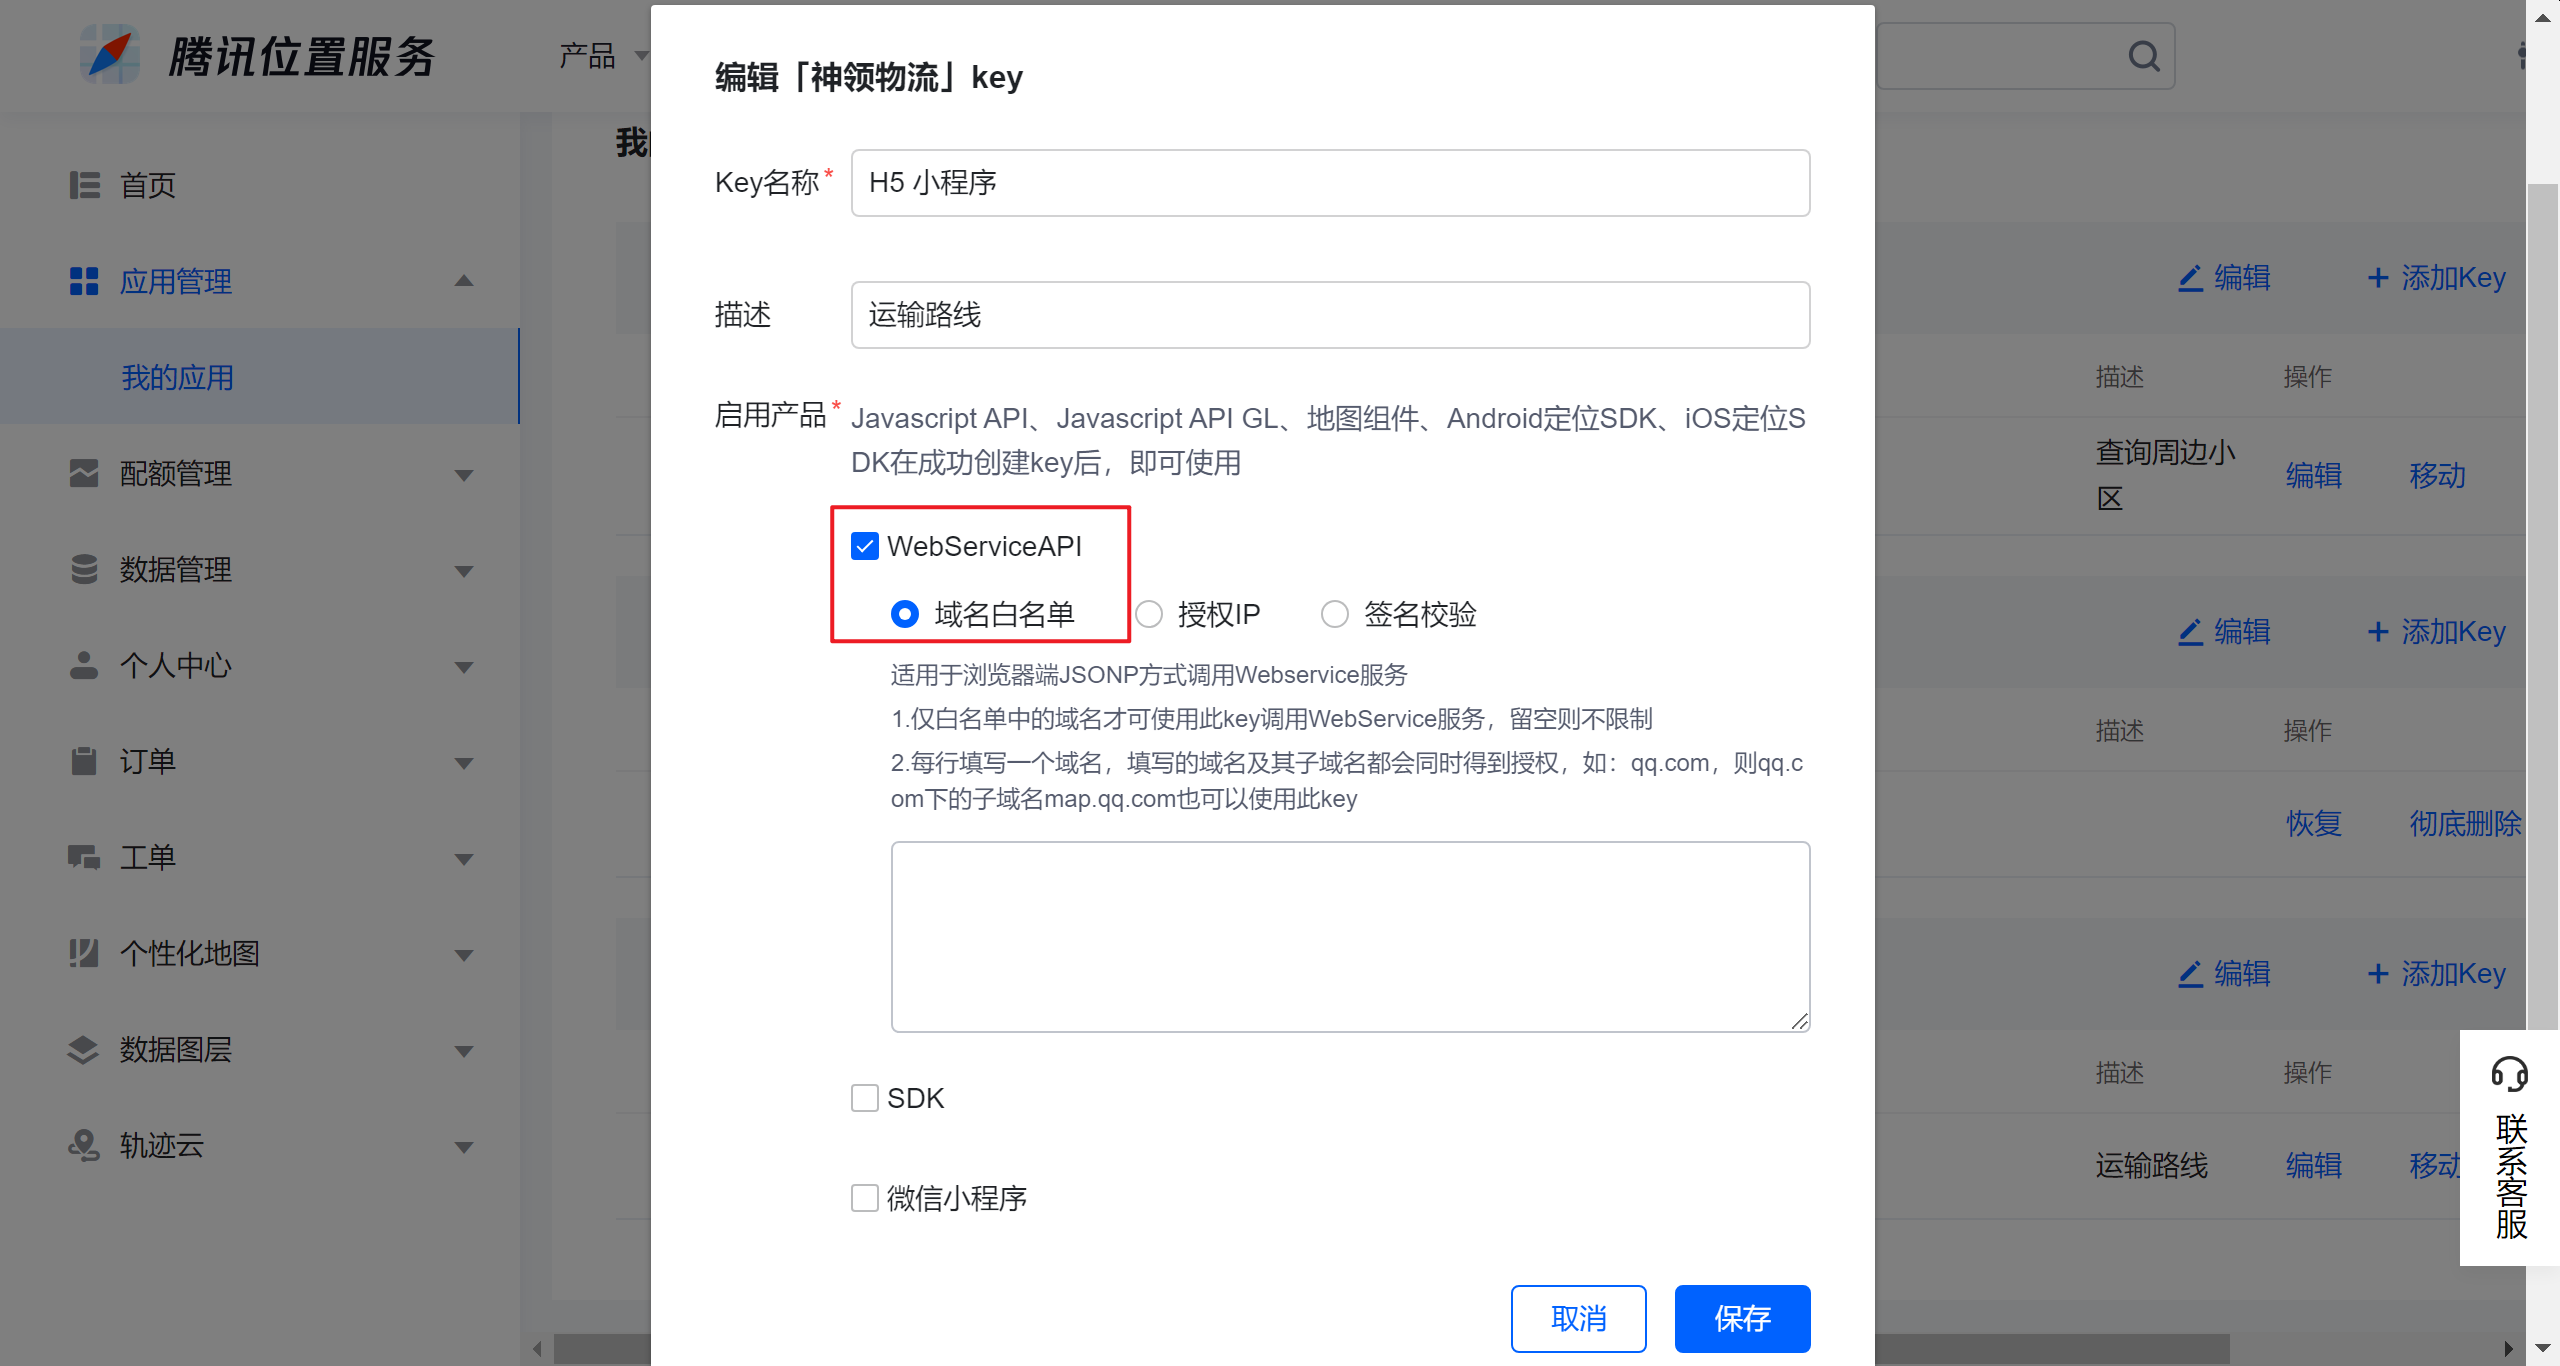 腾讯位置服务
产品
首页
应用管理
我的应用
配额管理
数据管理
个人中心
订单
工单
个性化地图
数据图层
轨迹云
我
编辑「神领物流」key
Key名称* H5 小程序
描述 运输路线
启用产品* Javascript API、Javascript API GL、地图组件、Android定位SDK、iOS定位S
DK在成功创建key后，即可使用
WebServiceAPI
域名白名单 授权IP 签名校验
适用于浏览器端JSONP方式调用Webservice服务
1.仅白名单中的域名才可使用此key调用WebService服务，留空则不限制
2.每行填写一个域名，填写的域名及其子域名都会同时得到授权，如：qq.com，则qq.c
om下的子域名map.qq.com也可以使用此key
SDK
微信小程序
取消 保存
编辑 + 添加Key
描述 操作
查询周边小
区
编辑 移动
编辑 + 添加Key
描述 操作
恢复 彻底删除
编辑 + 添加Key
描述 操作
运输路线 编辑 移动
联系客服